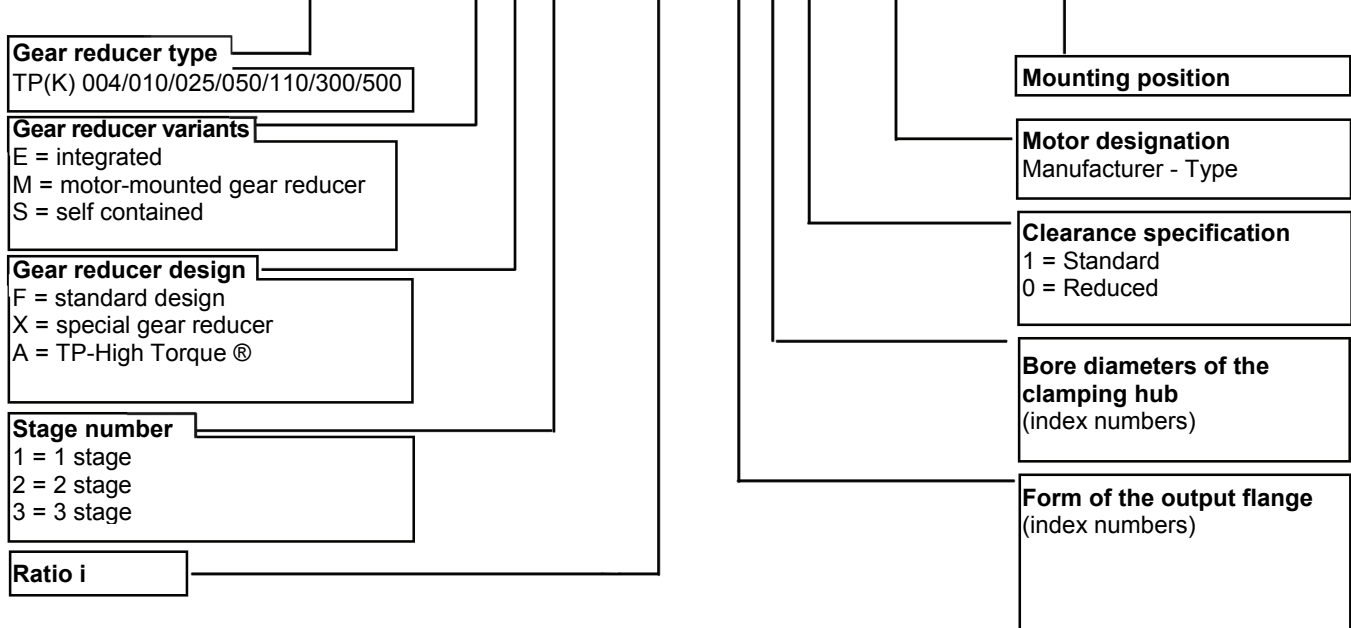 Gear reducer type
TP(K) 004/010/025/050/110/300/500
Gear reducer variants
E = integrated
M = motor-mounted gear reducer
S = self contained
Gear reducer design
F = standard design
X = special gear reducer
A = TP-High Torque ®
Stage number
1 = 1 stage
2 = 2 stage
3 = 3 stage
Ratio i
Mounting position
Motor designation
Manufacturer - Type
Clearance specification
1 = Standard
0 = Reduced
Bore diameters of the
clamping hub
(index numbers)
Form of the output flange
(index numbers)